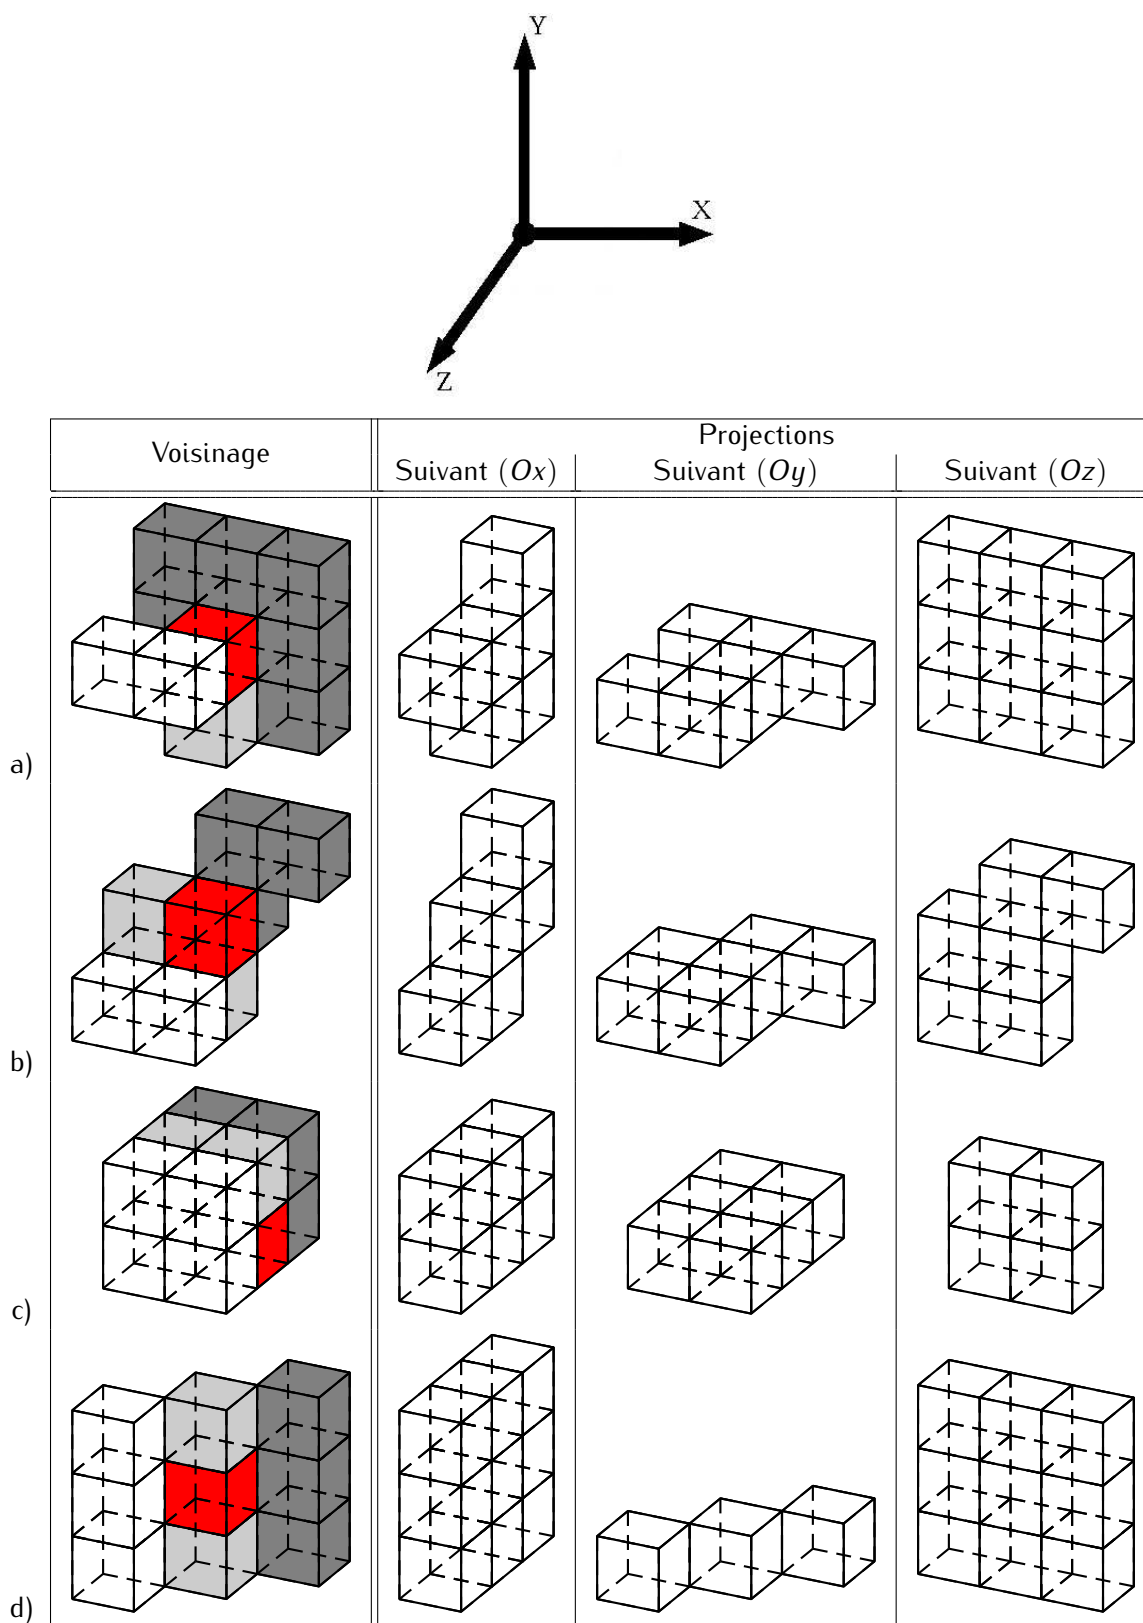 Y
X
Z
Voisinage
Projections
Suivant (Ox)
Suivant (Oy)
Suivant (Oz)
a)
b)
c)
d)